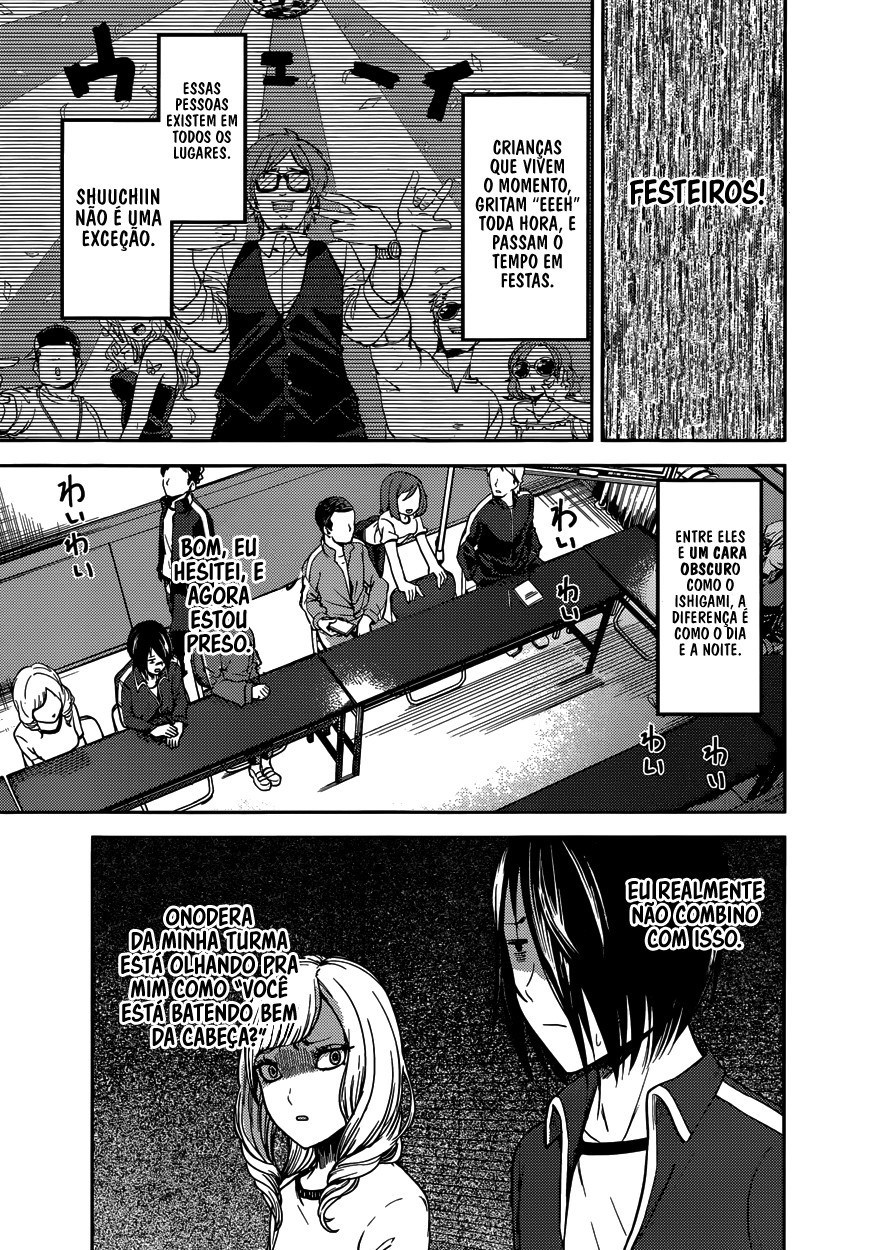 FESTEIROS!
CRIANÇAS
QUE VIVEM
O MOMENTO,
GRITAM “EEEH”
TODA HORA, E
PASSAM O
TEMPO EM
FESTAS.
ウェーイ
ESSAS
PESSOAS
EXISTEM EM
TODOS OS
LUGARES.
SHUUCHIIN
NÃO É UMA
EXCEÇÃO.
ENTRE ELES
E UM CARA
OBSCURO
COMO O
ISHIGAMI, A
DIFERENÇA É
COMO O DIA
E A NOITE.
わい
わい
わい
わい
わいわい
BOM, EU
HESITEI, E
AGORA
ESTOU
PRESO.
EU REALMENTE
NÃO COMBINO
COM ISSO.
ONODERA
DA MINHA TURMA
ESTÁ OLHANDO PRA
MIM COMO “VOCÊ
ESTÁ BATENDO BEM
DA CABEÇA?”